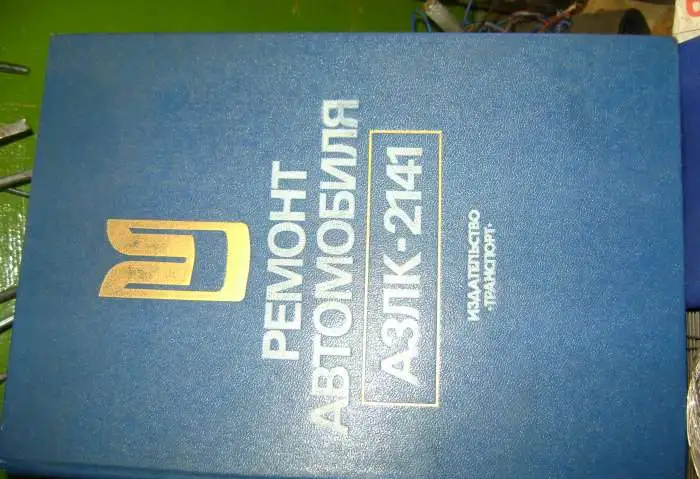 РЕМОНТ
АВТОМОБИЛЯ
АЗЛК-2141
ИЗДАТЕЛЬСТВО
·ТРАНСПОРТ·